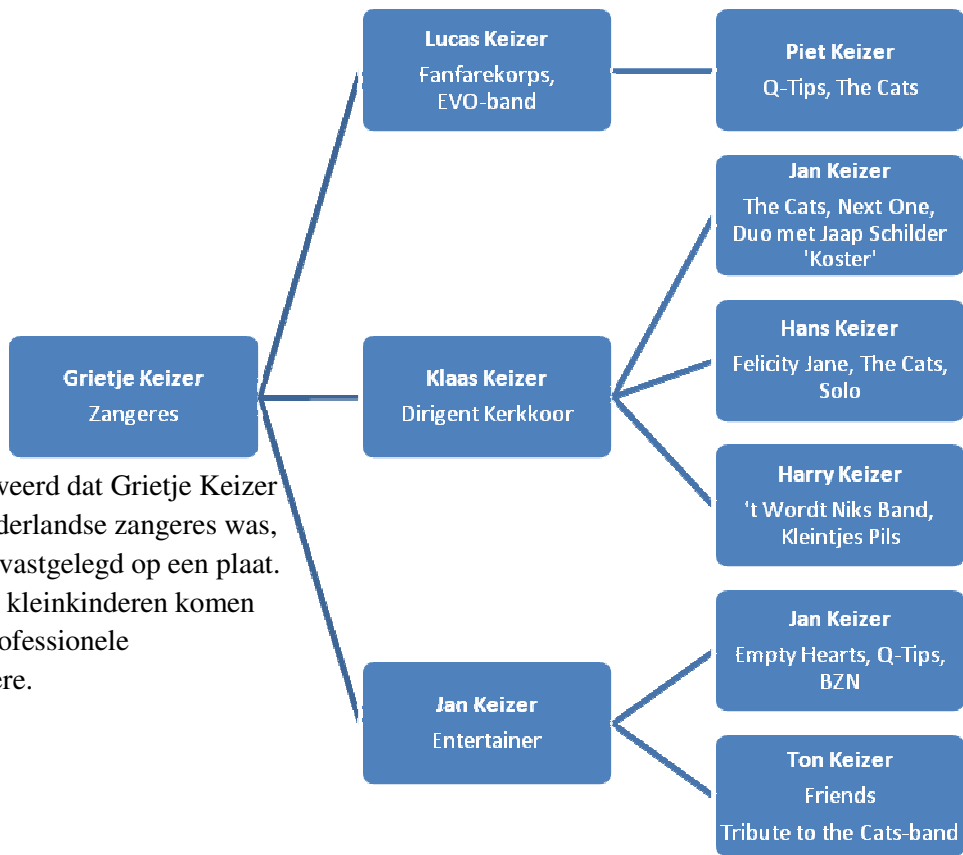 Lucas Keizer
Fanfarekorps,
EVO-band
Piet Keizer
Q-Tips, The Cats
Jan Keizer
The Cats, Next One,
Duo met Jaap Schilder
'Koster'
Hans Keizer
Felicity Jane, The Cats,
Solo
Grietje Keizer
Zangeres
Klaas Keizer
Dirigent Kerkkoor
Harry Keizer
't Wordt Niks Band,
Kleintjes Pils
veerd dat Grietje Keizer
derlandse zangeres was,
vastgelegd op een plaat.
kleinkinderen komen
ofessionele
ere.
Jan Keizer
Entertainer
Jan Keizer
Empty Hearts, Q-Tips,
BZN
Ton Keizer
Friends
Tribute to the Cats-band